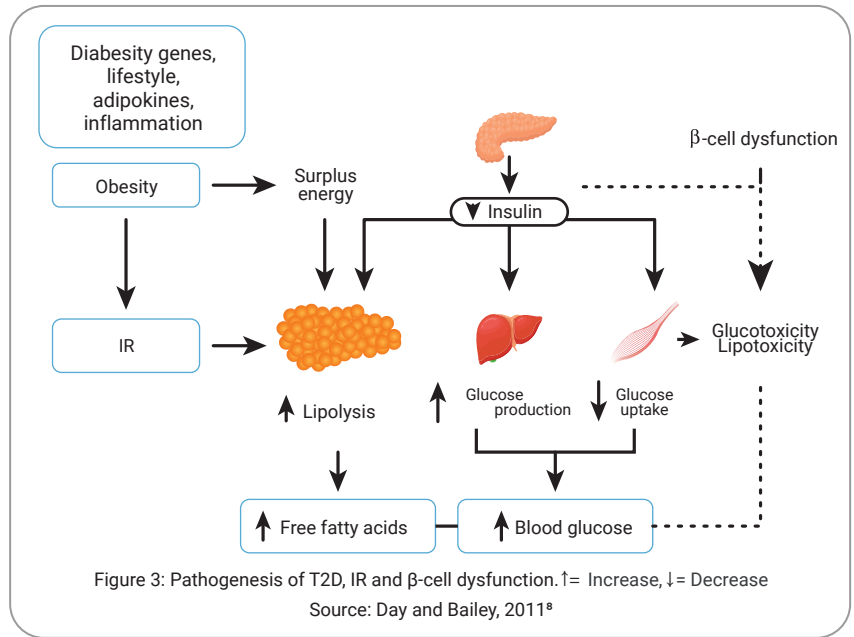 Diabesity genes,
lifestyle,
adipokines,
inflammation
Obesity
Surplus
energy
Insulin
β-cell dysfunction
IR
Glucotoxicity
Lipotoxicity
Lipolysis
Glucose
production
Glucose
uptake
Free fatty acids
Blood glucose
Figure 3: Pathogenesis of T2D, IR and β-cell dysfunction.↑= Increase,↓= Decrease
Source: Day and Bailey, 2011⁸